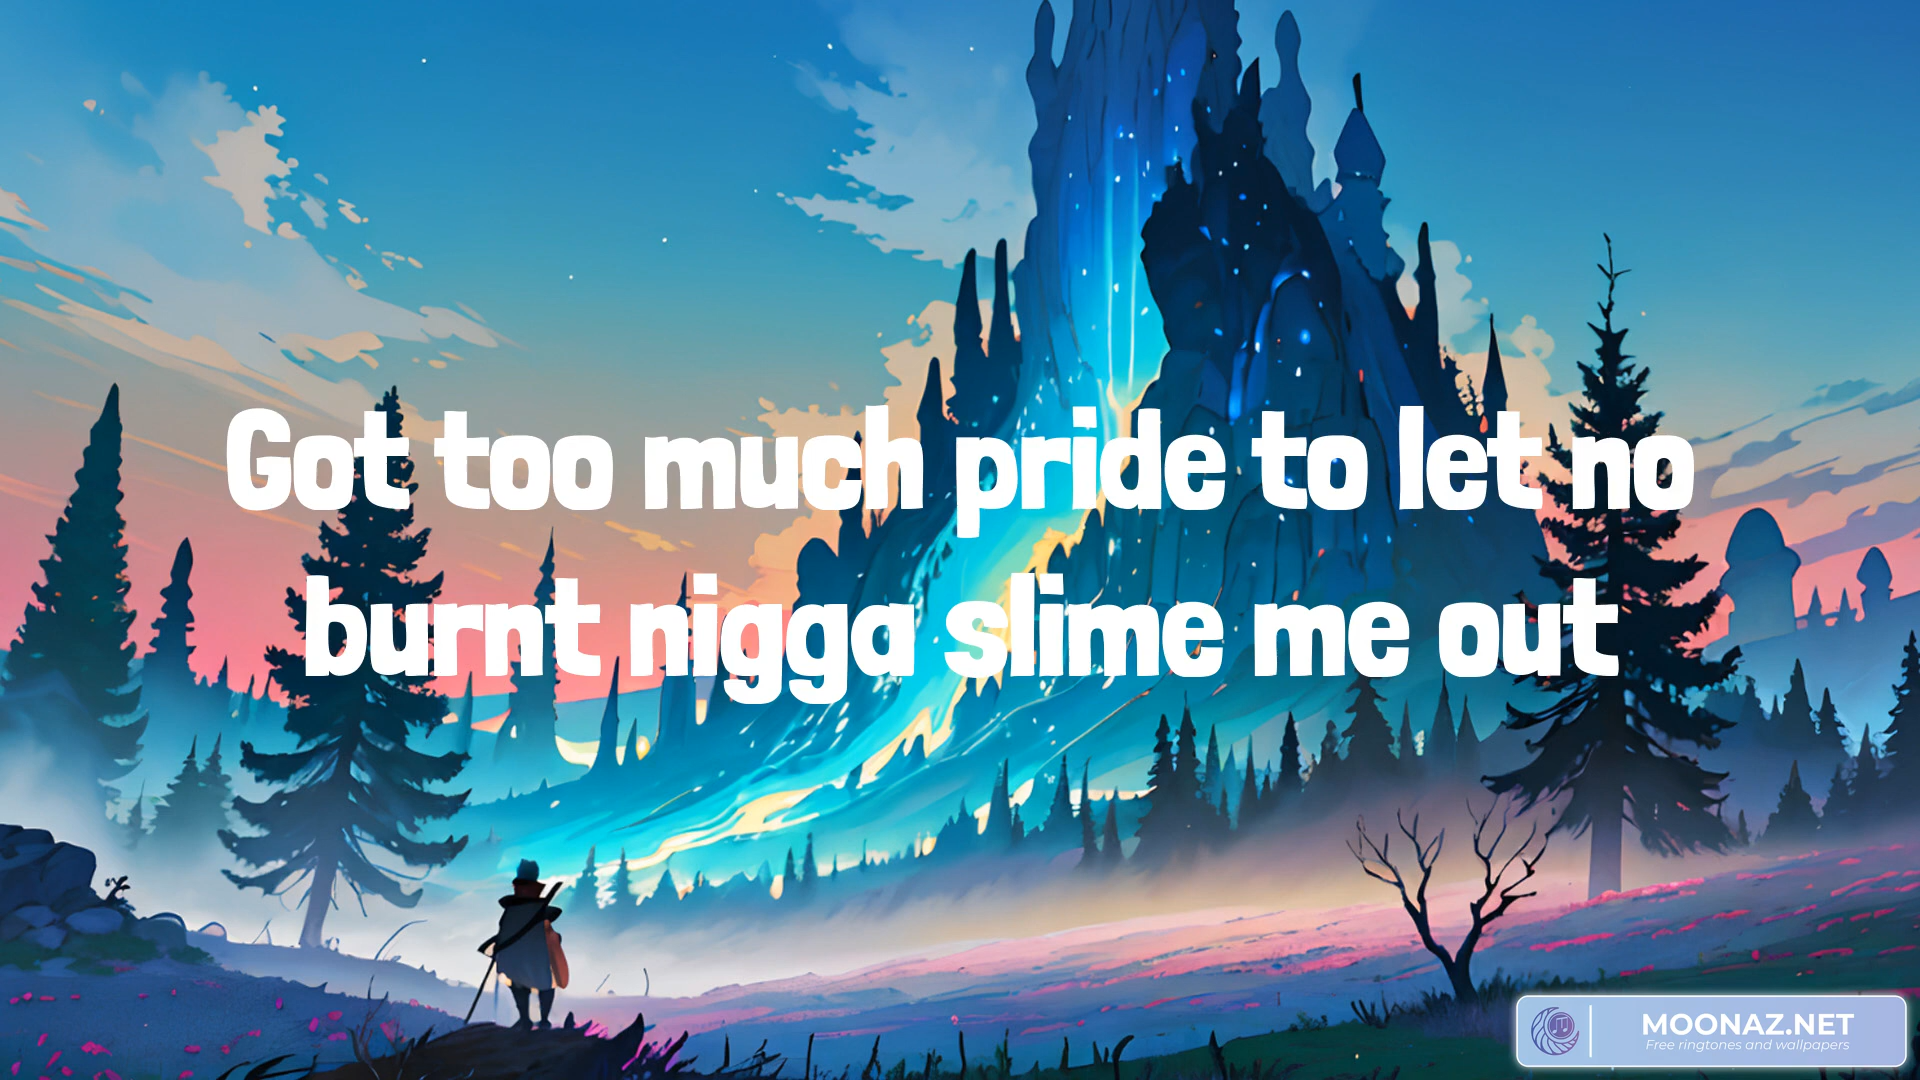 Got too much pride to let no
burnt nigga slime me out
MOONAZ.NET
Free ringtones and wallpapers